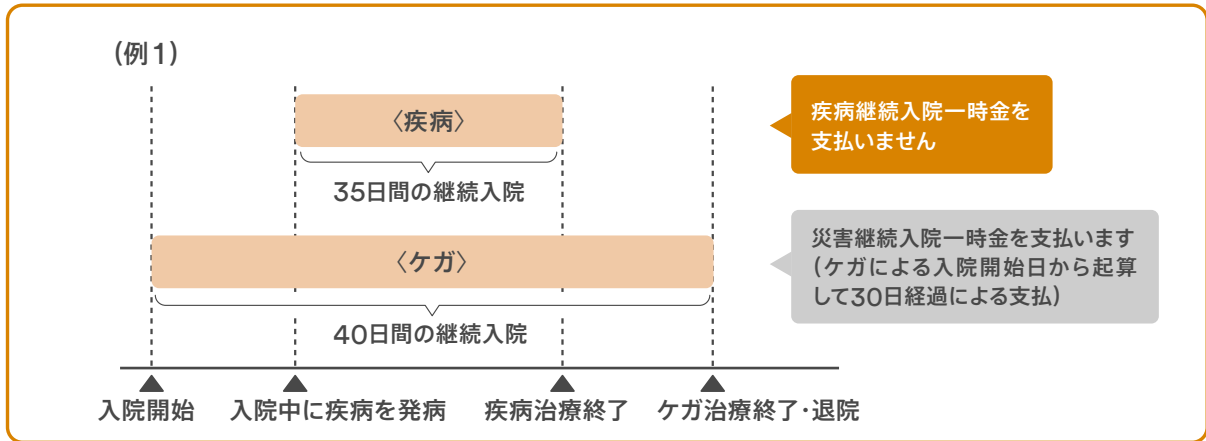 (例1)
〈疾病〉
35日間の継続入院
疾病継続入院一時金を
支払いません
〈ケガ〉
40日間の継続入院
災害継続入院一時金を支払います
(ケガによる入院開始日から起算
して30日経過による支払)
入院開始
入院中に疾病を発病
疾病治療終了
ケガ治療終了・退院